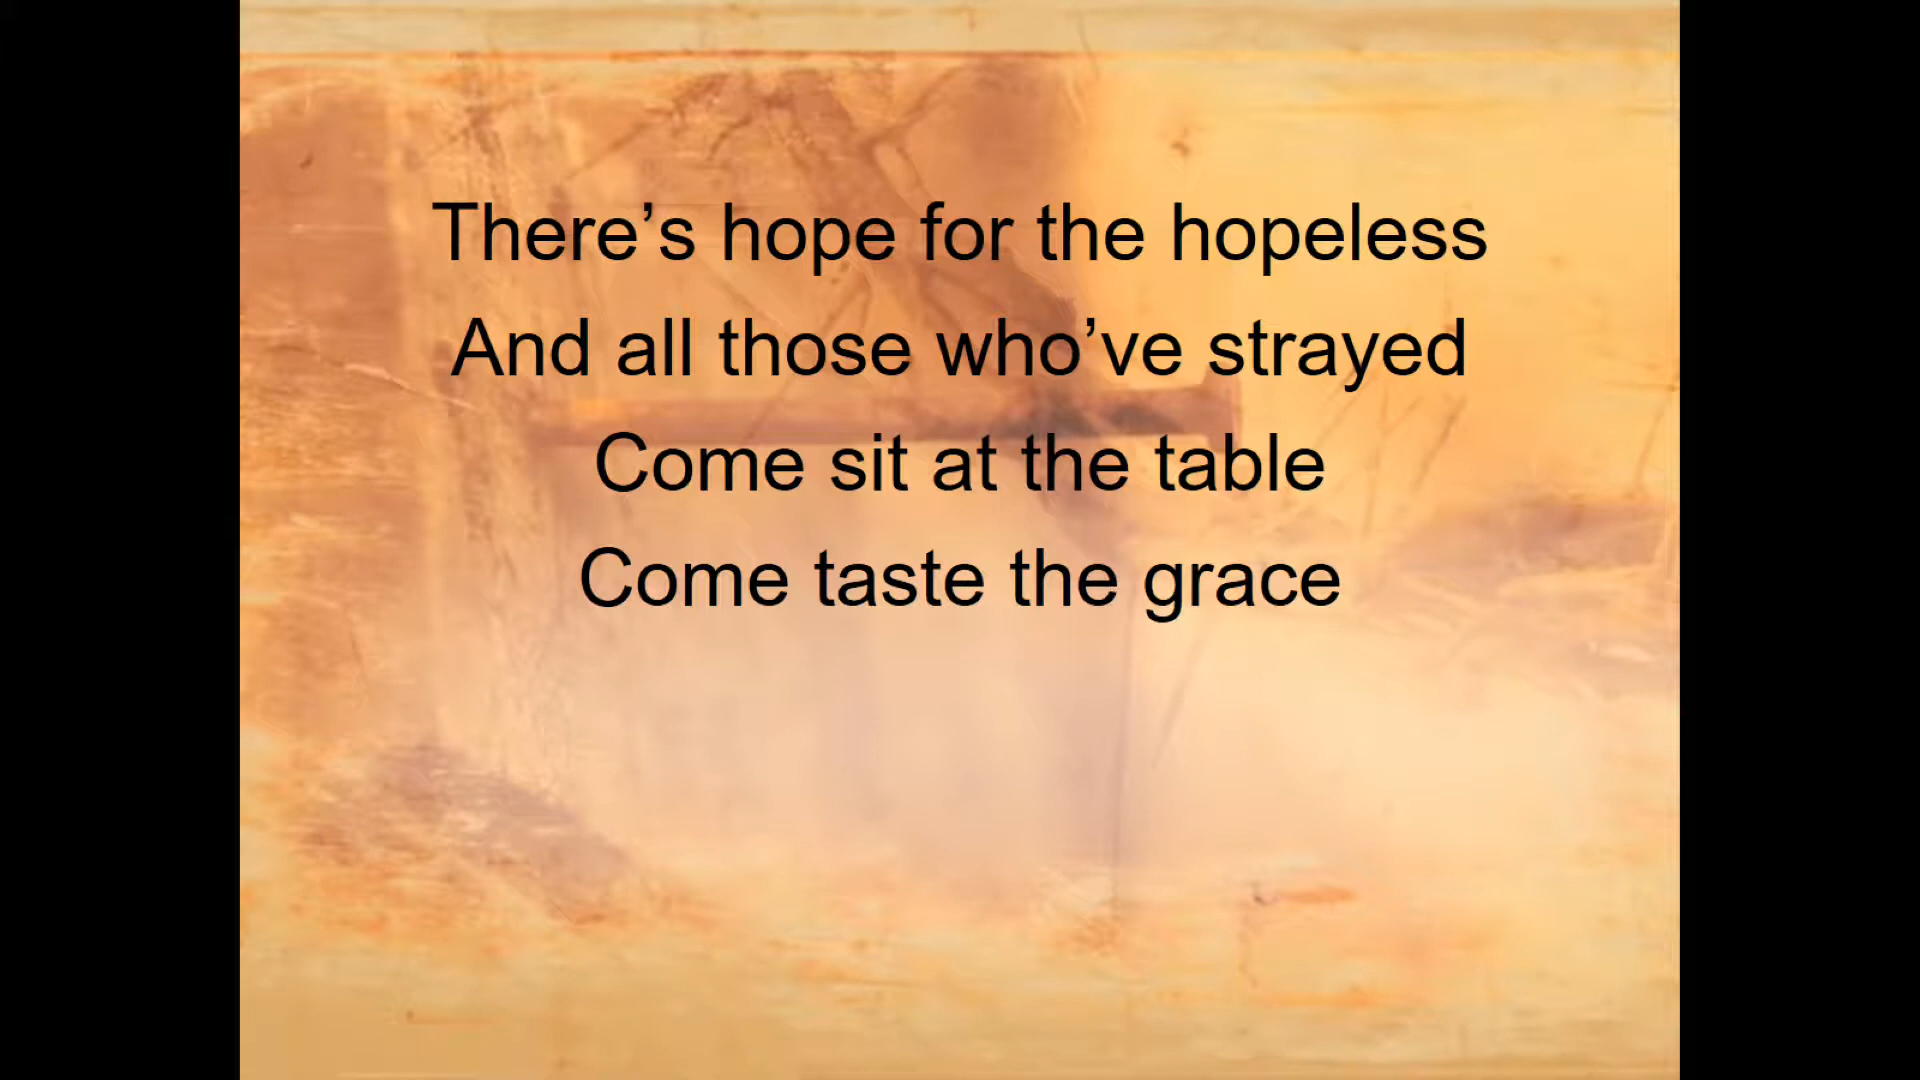 There’s hope for the hopeless
And all those who’ve strayed
Come sit at the table
Come taste the grace